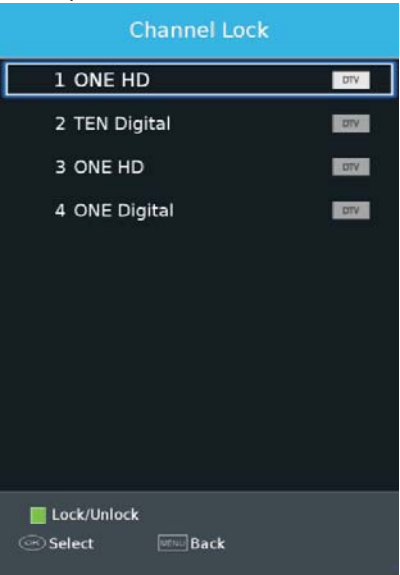 Channel Lock
1 ONE HD DTV
2 TEN Digital DTV
3 ONE HD DTV
4 ONE Digital DTV
Lock/Unlock
OK Select MENU Back